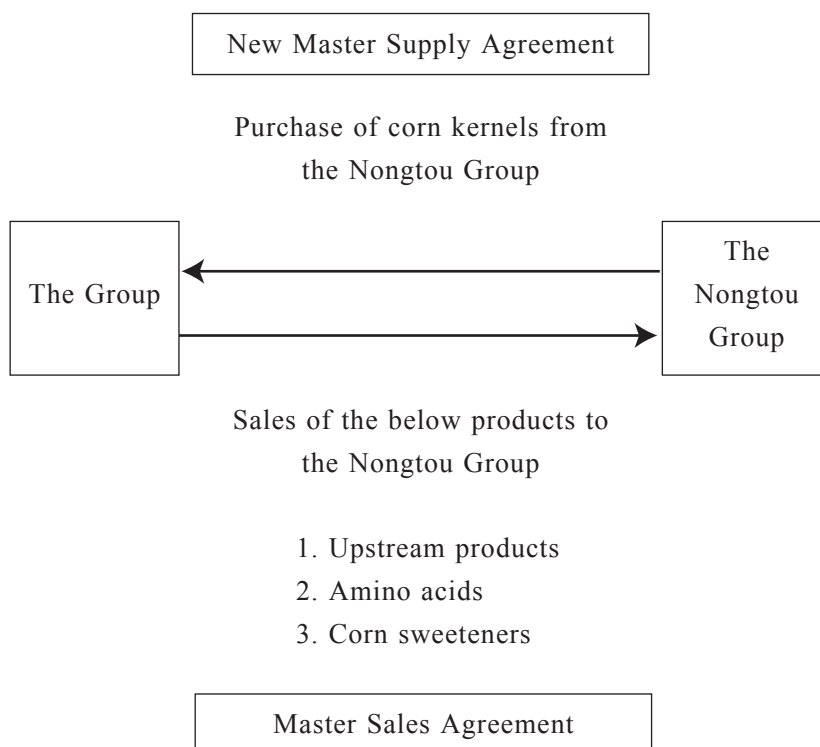 New Master Supply Agreement
Purchase of corn kernels from
the Nongtou Group
The Group
The
Nongtou
Group
Sales of the below products to
the Nongtou Group
1. Upstream products
2. Amino acids
3. Corn sweeteners
Master Sales Agreement